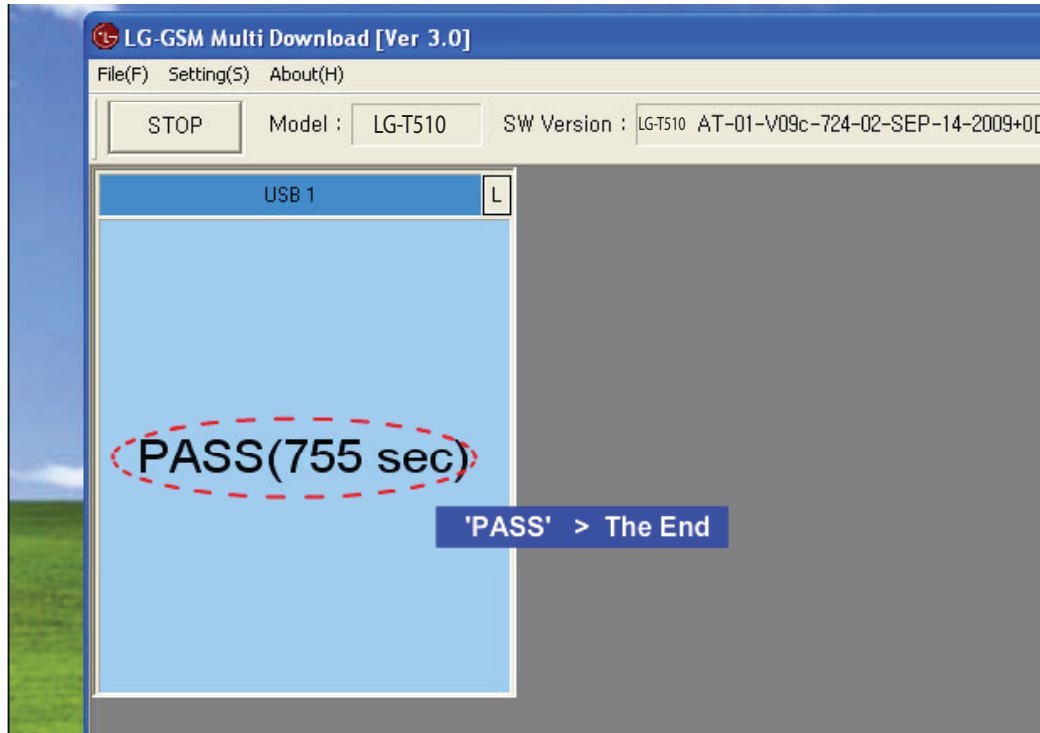 LG-GSM Multi Download [Ver 3.0]
File(F) Setting(S) About(H)
STOP Model : LG-T510 SW Version : LG-T510 AT-01-V09c-724-02-SEP-14-2009+0
USB 1 L
PASS(755 sec)
'PASS' > The End